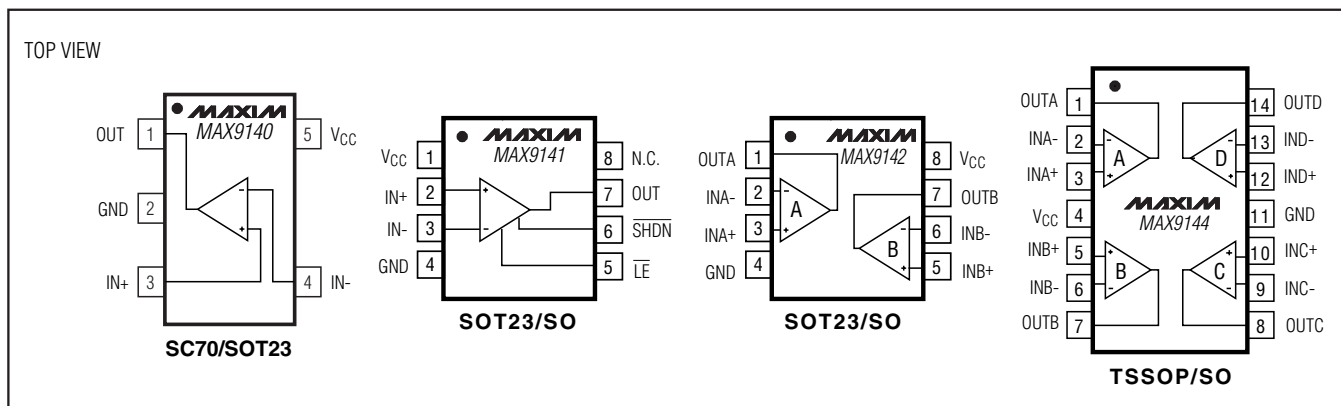 TOP VIEW
MAXIM
MAX9140
OUT 1
5 VCC
GND 2
IN+ 3
4 IN-
SC70/SOT23
MAXIM
MAX9141
VCC 1
8 N.C.
IN+ 2
+
7 OUT
IN- 3
-
6 SHDN
GND 4
5 LE
SOT23/SO
MAXIM
MAX9142
OUTA 1
8 VCC
INA- 2
-
A
7 OUTB
INA+ 3
+
-
6 INB-
B
GND 4
+
5 INB+
SOT23/SO
OUTA 1
14 OUTD
INA- 2
-
-
13 IND-
A
D
INA+ 3
+
+
12 IND+
MAXIM
VCC 4
MAX9144
11 GND
INB+ 5
+
+
10 INC+
B
C
INB- 6
-
-
9 INC-
OUTB 7
8 OUTC
TSSOP/SO